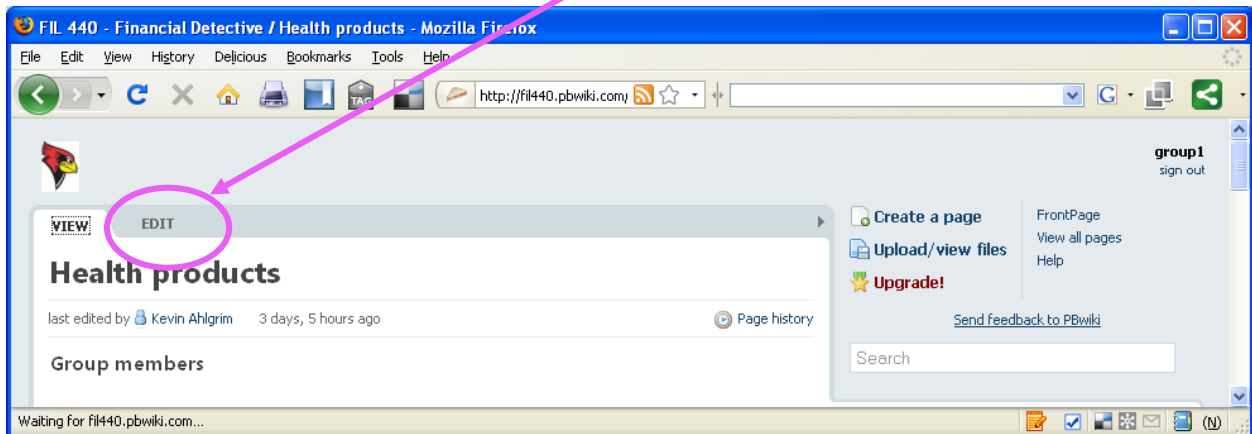 FIL 440 - Financial Detective / Health products - Mozilla Firefox
File Edit View History Delicious Bookmarks Tools Help
TAG http://fil440.pbwiki.com/ G
group1
sign out
VIEW EDIT
Health products
last edited by Kevin Ahlgrim 3 days, 5 hours ago Page history
Group members
Create a page
Upload/view files
Upgrade!
FrontPage
View all pages
Help
Send feedback to PBwiki
Search
Waiting for fil440.pbwiki.com... (N)